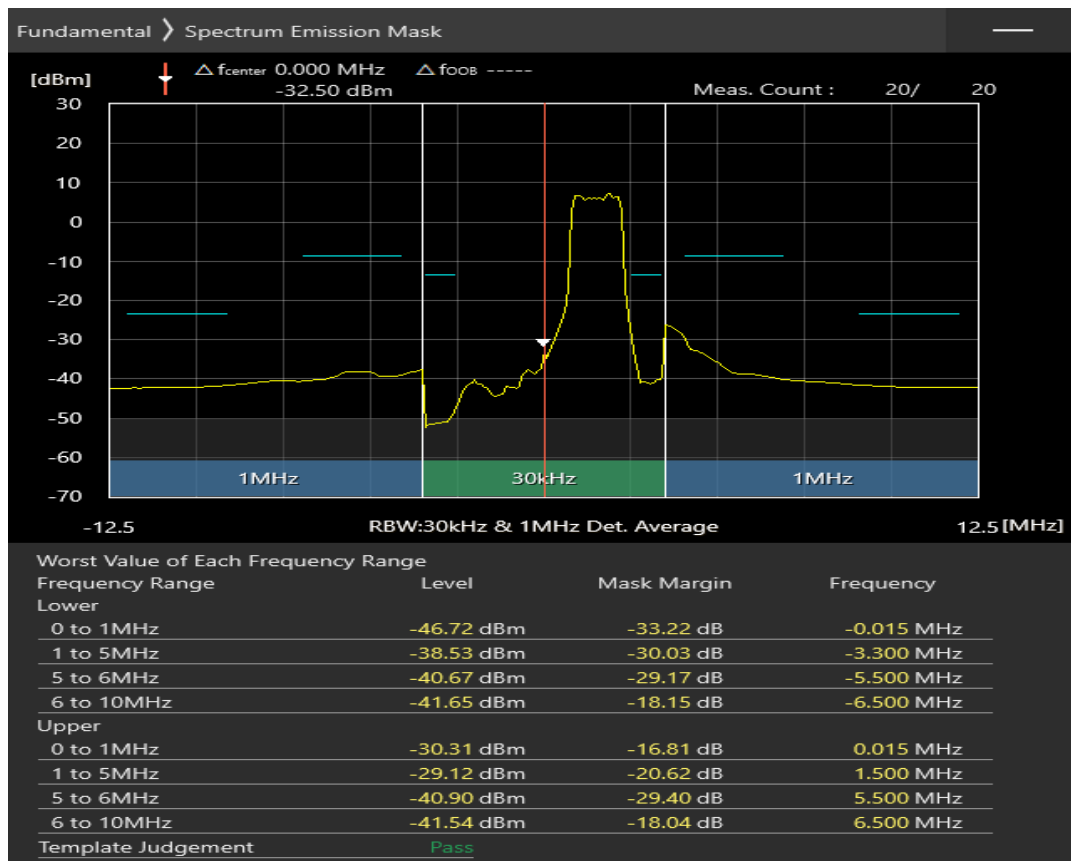 Fundamental ❯ Spectrum Emission Mask
[dBm] △ fcenter 0.000 MHz △ fOOB -----
-32.50 dBm Meas. Count : 20/ 20
30
20
10
0
-10
-20
-30
-40
-50
-60
-70
1MHz 30kHz 1MHz
-12.5 RBW:30kHz & 1MHz Det. Average 12.5 [MHz]
Worst Value of Each Frequency Range
Frequency Range Level Mask Margin Frequency
Lower
0 to 1MHz -46.72 dBm -33.22 dB -0.015 MHz
1 to 5MHz -38.53 dBm -30.03 dB -3.300 MHz
5 to 6MHz -40.67 dBm -29.17 dB -5.500 MHz
6 to 10MHz -41.65 dBm -18.15 dB -6.500 MHz
Upper
0 to 1MHz -30.31 dBm -16.81 dB 0.015 MHz
1 to 5MHz -29.12 dBm -20.62 dB 1.500 MHz
5 to 6MHz -40.90 dBm -29.40 dB 5.500 MHz
6 to 10MHz -41.54 dBm -18.04 dB 6.500 MHz
Template Judgement Pass